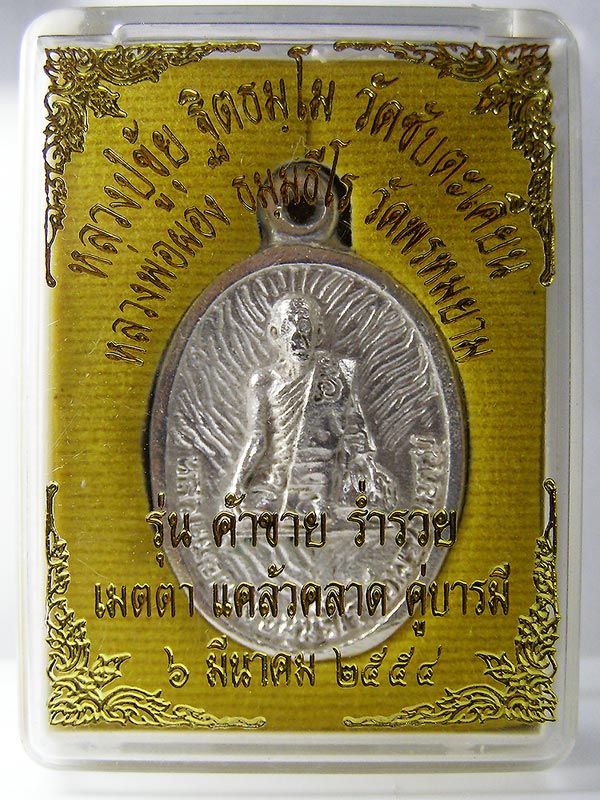 หลวงปู่ขุ้ย ฐิตธมฺโม วัดซับตะเคียน
หลวงพ่อผอง ธมฺมธีโร วัดพรหมยาม
รุ่น ค้าขาย ร่ำรวย
เมตตา แคล้วคลาด คู่บารมี
๖ มีนาคม ๒๕๕๔